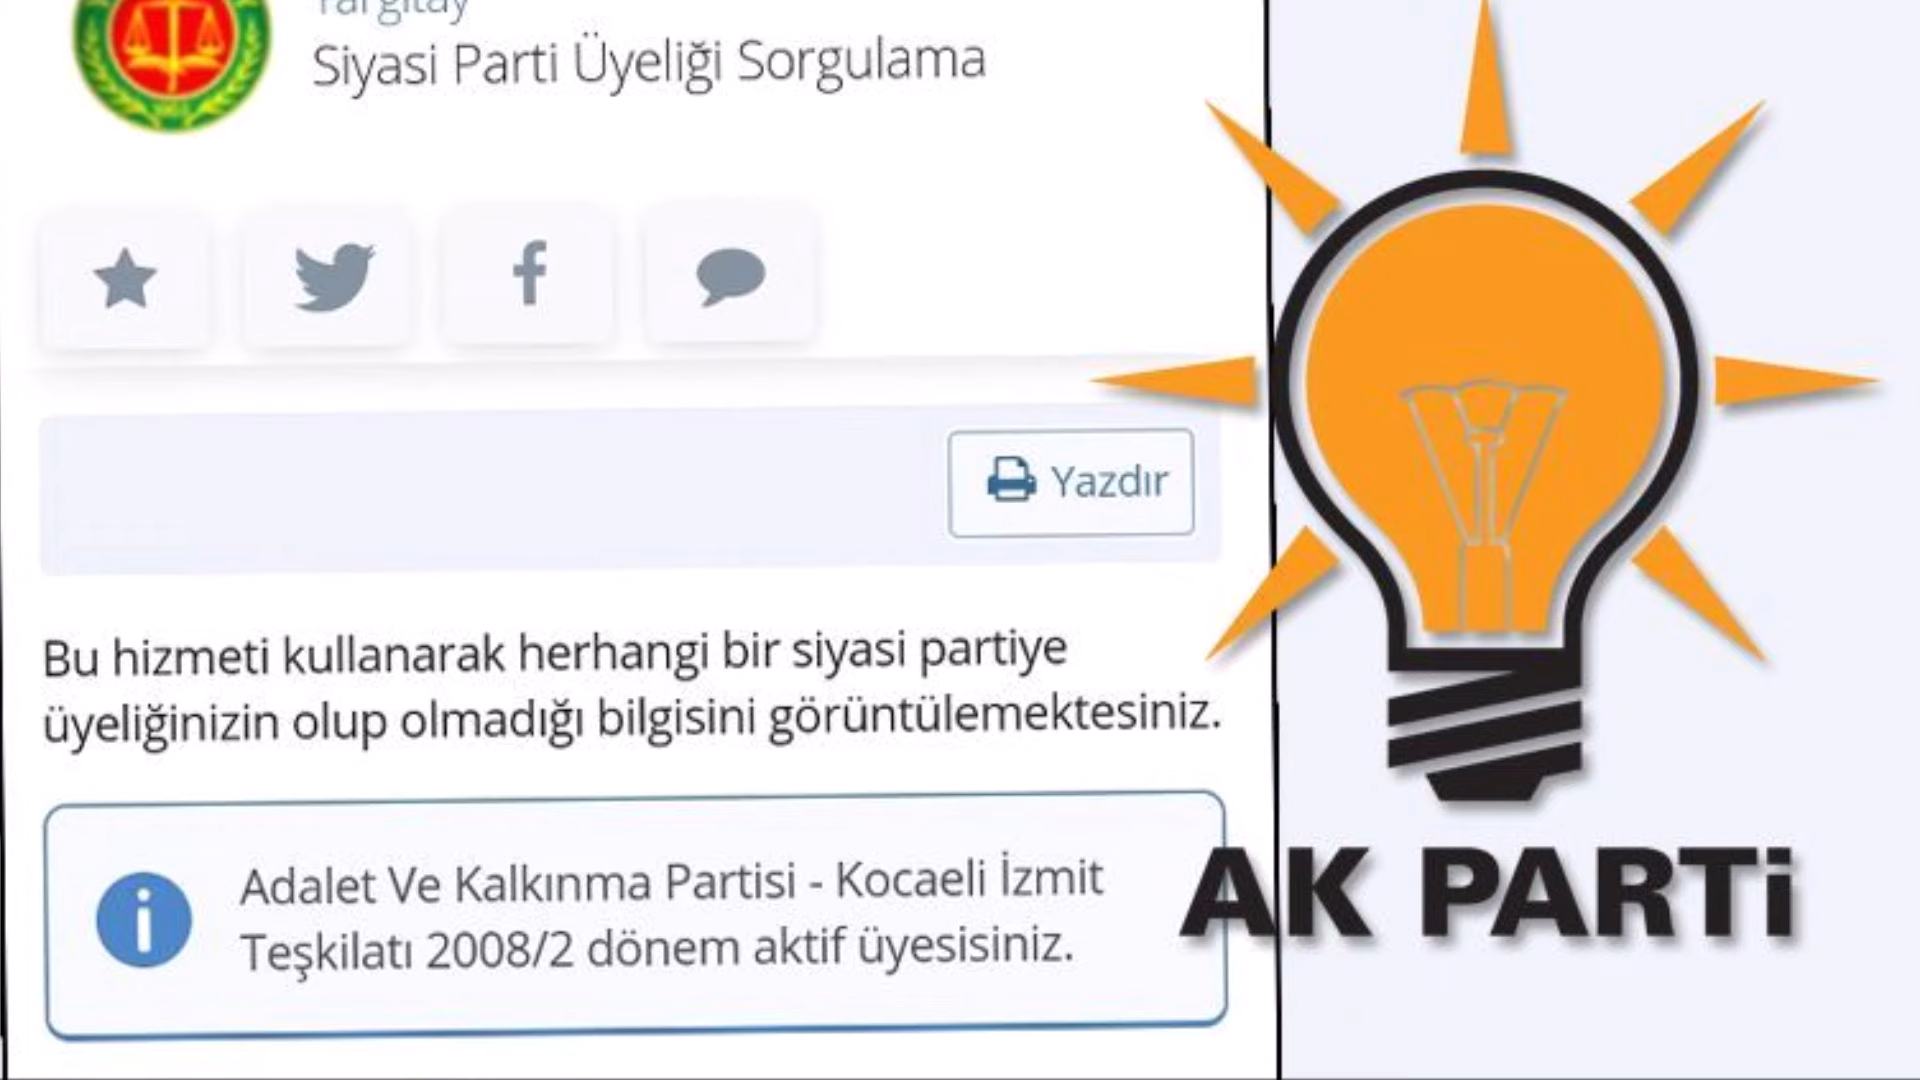 Yargıtay
Siyasi Parti Üyeliği Sorgulama
Yazdır
Bu hizmeti kullanarak herhangi bir siyasi partiye
üyeliğinizin olup olmadığı bilgisini görüntülemektesiniz.
Adalet Ve Kalkınma Partisi - Kocaeli İzmit
Teşkilatı 2008/2 dönem aktif üyesisiniz.
AK PARTi